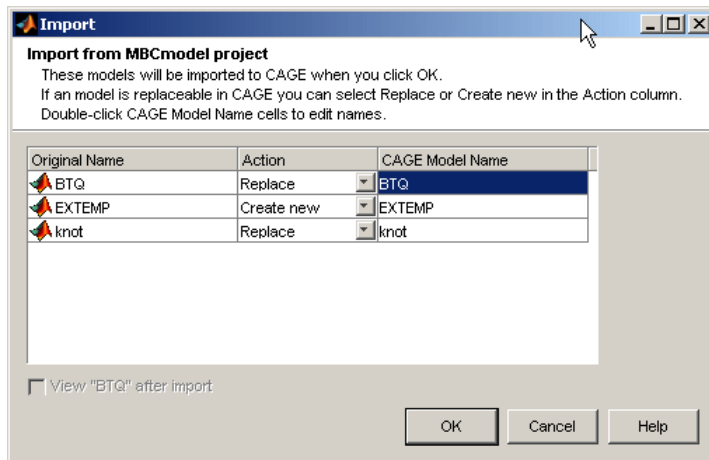 Import
Import from MBCmodel project
These models will be imported to CAGE when you click OK.
If an model is replaceable in CAGE you can select Replace or Create new in the Action column.
Double-click CAGE Model Name cells to edit names.
Original Name Action CAGE Model Name
BTQ Replace BTQ
EXTEMP Create new EXTEMP
knot Replace knot
View "BTQ" after import
OK Cancel Help